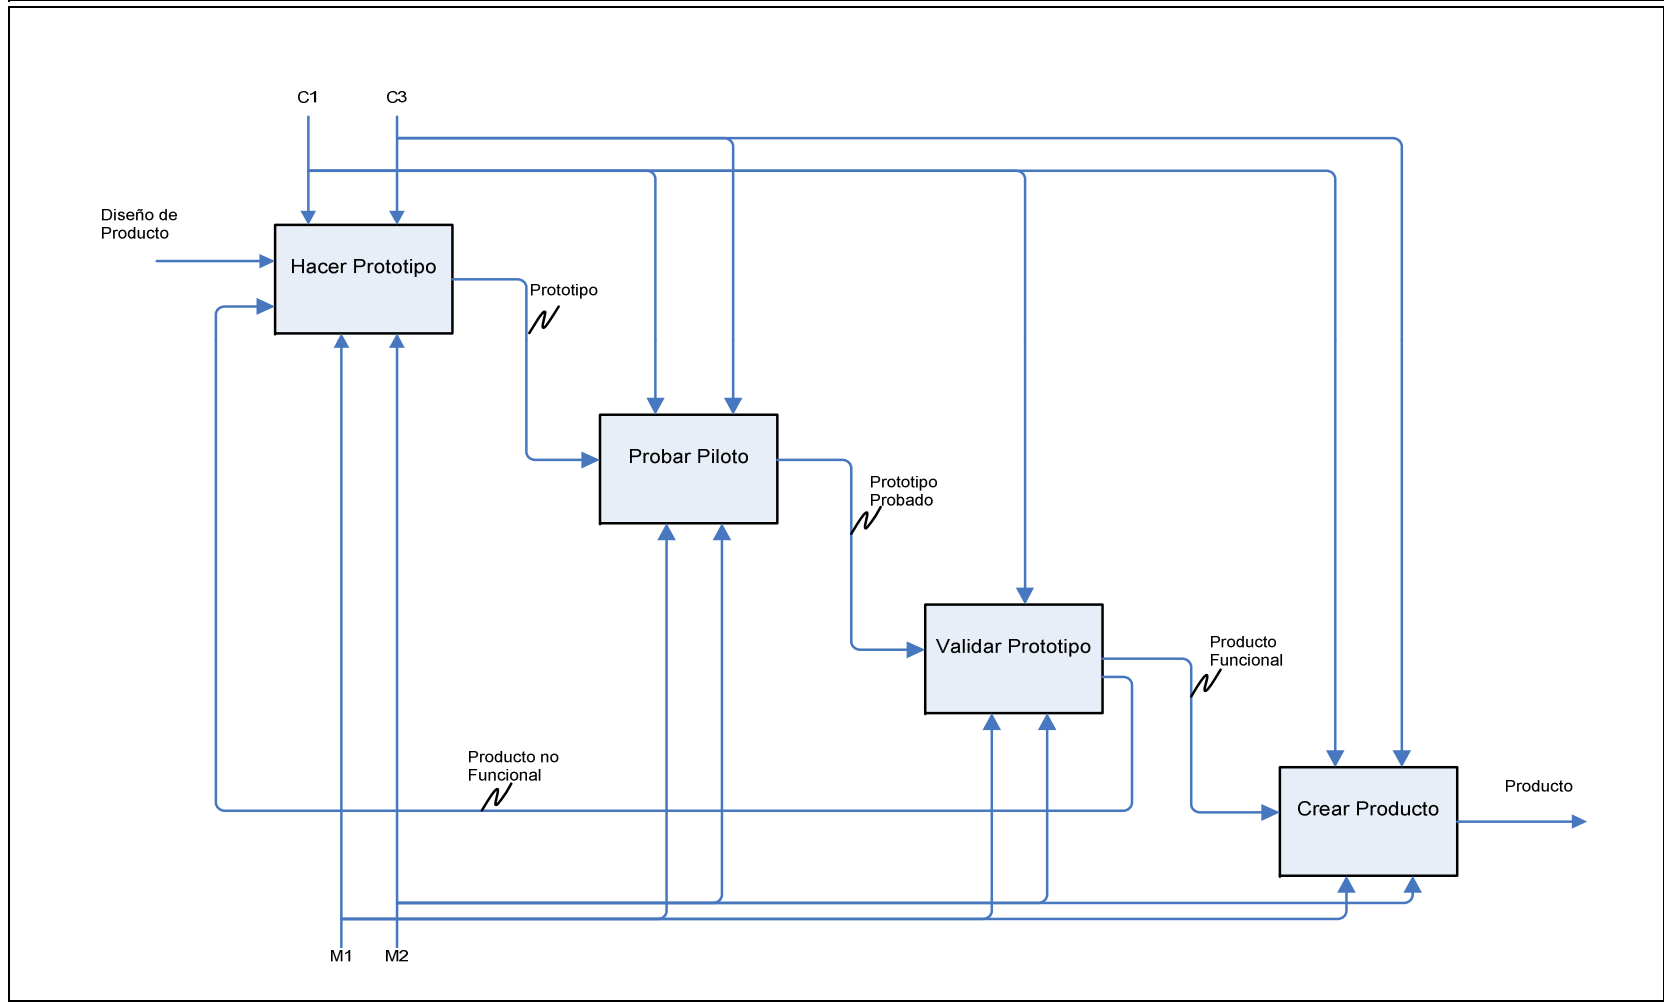 C1
C3
Diseño de
Producto
Hacer Prototipo
Prototipo
Probar Piloto
Prototipo
Probado
Validar Prototipo
Producto
Funcional
Producto no
Funcional
Crear Producto
Producto
M1
M2